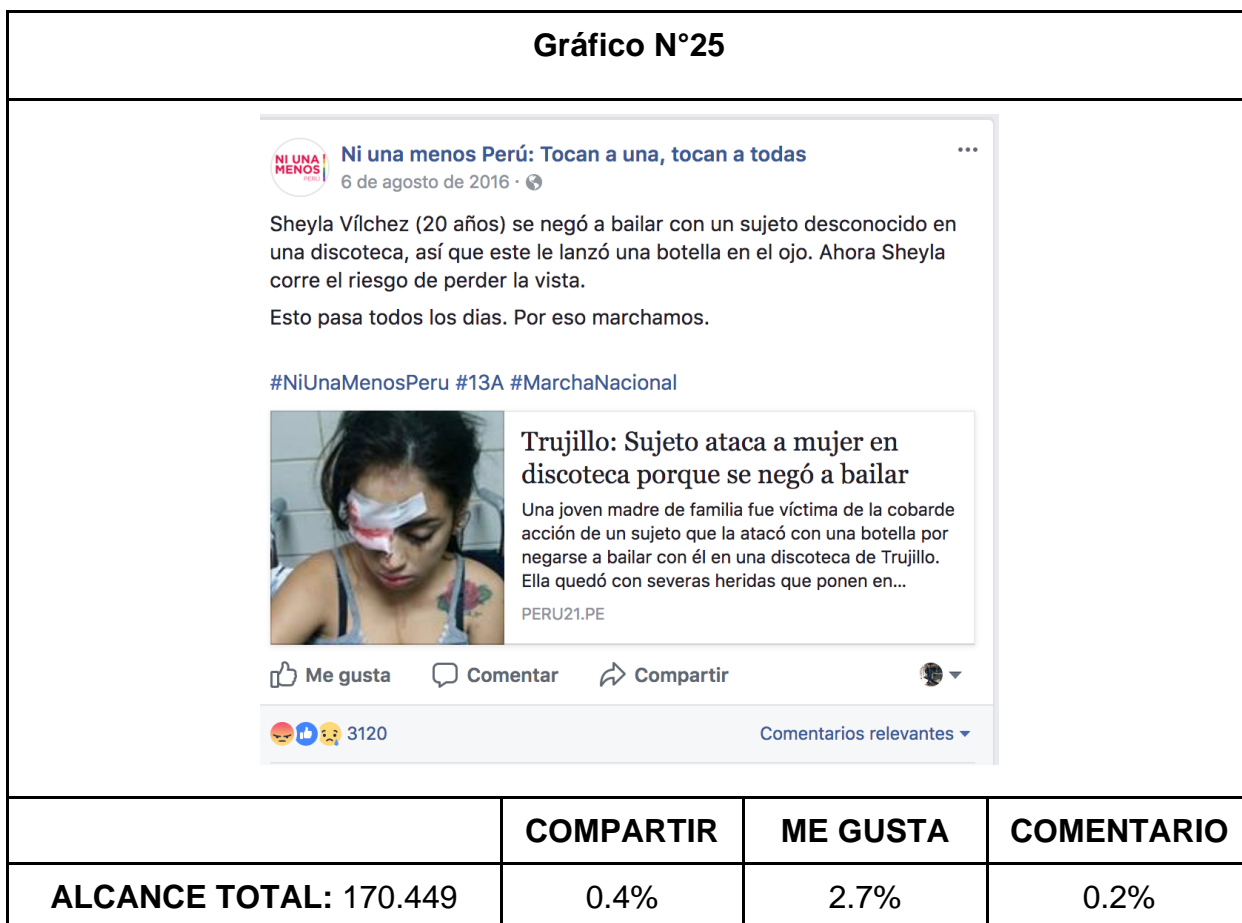 Gráfico N°25
NI UNA
MENOS
PERÚ
Ni una menos Perú: Tocan a una, tocan a todas
6 de agosto de 2016 ·
Sheyla Vílchez (20 años) se negó a bailar con un sujeto desconocido en
una discoteca, así que este le lanzó una botella en el ojo. Ahora Sheyla
corre el riesgo de perder la vista.
Esto pasa todos los dias. Por eso marchamos.
#NiUnaMenosPeru #13A #MarchaNacional
Trujillo: Sujeto ataca a mujer en
discoteca porque se negó a bailar
Una joven madre de familia fue víctima de la cobarde
acción de un sujeto que la atacó con una botella por
negarse a bailar con él en una discoteca de Trujillo.
Ella quedó con severas heridas que ponen en...
PERU21.PE
Me gusta Comentar Compartir
3120 Comentarios relevantes
COMPARTIR ME GUSTA COMENTARIO
ALCANCE TOTAL: 170.449 0.4% 2.7% 0.2%